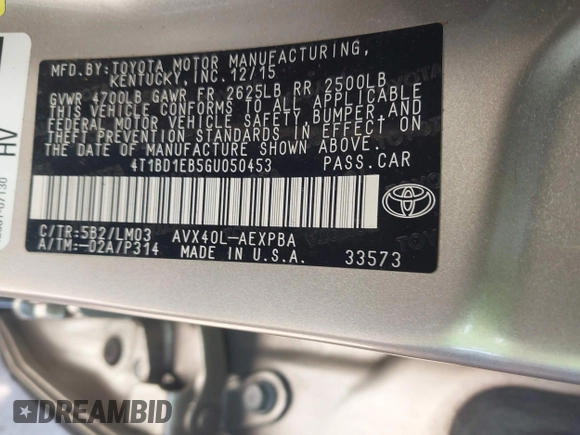 MFD.BY:TOYOTA MOTOR MANUFACTURING,
KENTUCKY, INC. 12/15
GVWR 4700LB GAWR FR 2625LB RR 2500LB
THIS VEHICLE CONFORMS TO ALL APPLICABLE
FEDERAL MOTOR VEHICLE SAFETY,BUMPER,AND
THEFT PREVENTION STANDARDS IN EFFECT ON
THE DATE OF MANUFACTURE SHOWN ABOVE.
4T1BD1EB5GU050453 PASS.CAR
C/TR:5B2/LM03 AVX40L-AEXPBA
A/TM:-02A/P314 MADE IN U.S.A. 33573
HV
DREAMBID